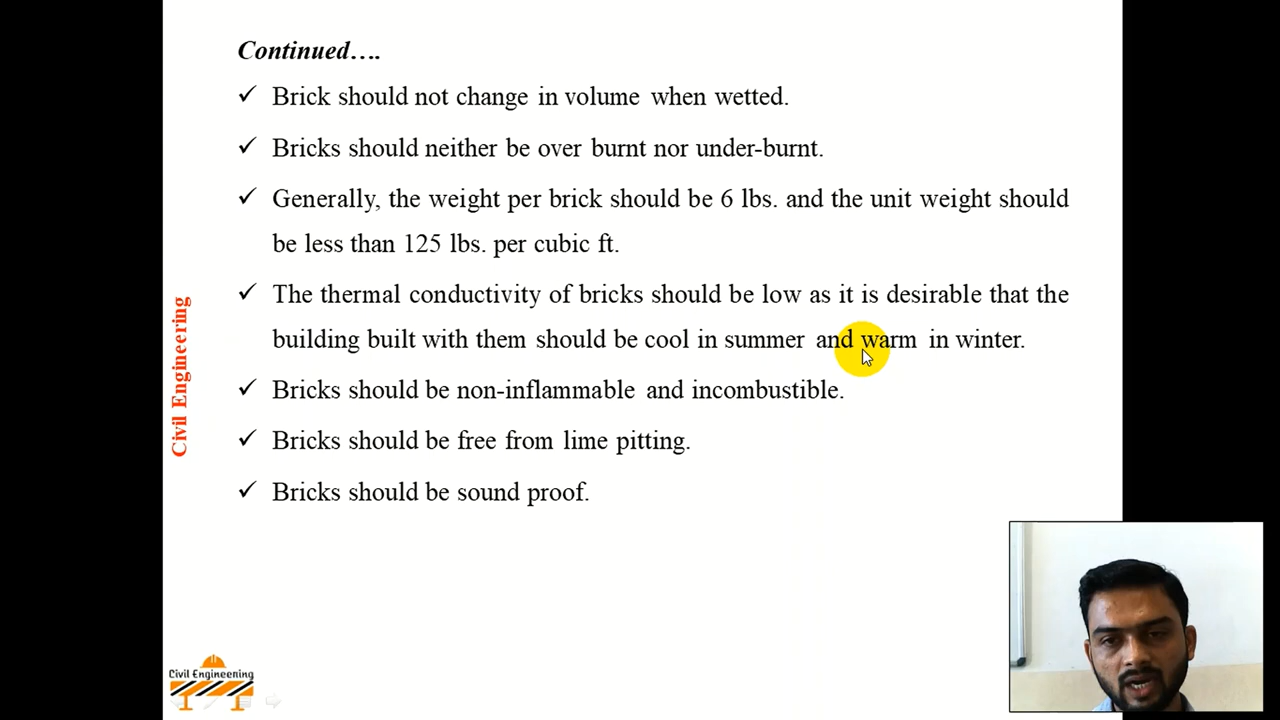 Continued….
✓ Brick should not change in volume when wetted.
✓ Bricks should neither be over burnt nor under-burnt.
✓ Generally, the weight per brick should be 6 lbs. and the unit weight should
be less than 125 lbs. per cubic ft.
✓ The thermal conductivity of bricks should be low as it is desirable that the
building built with them should be cool in summer and warm in winter.
✓ Bricks should be non-inflammable and incombustible.
✓ Bricks should be free from lime pitting.
✓ Bricks should be sound proof.
Civil Engineering
Civil Engineering